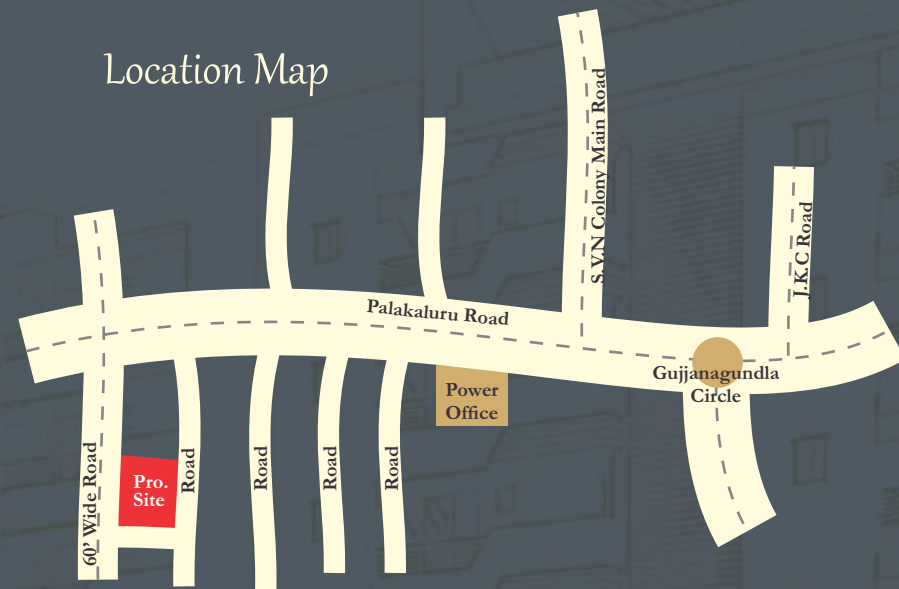 Location Map
S.V.N Colony Main Road
J.K.C Road
Palakaluru Road
Gujjanagundla
Circle
Power
Office
60' Wide Road
Pro.
Site
Road
Road
Road
Road